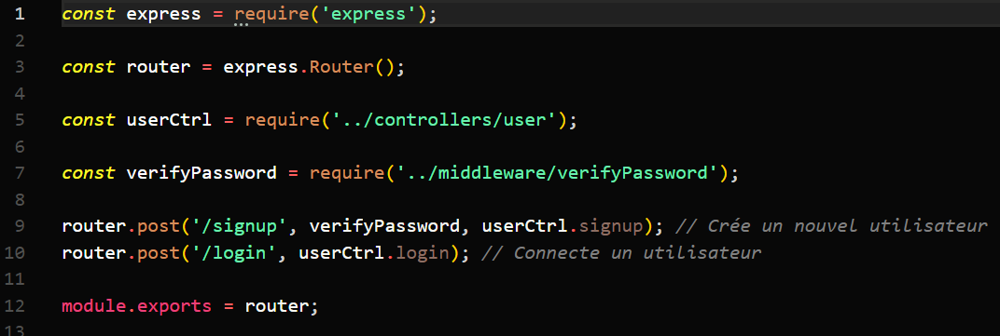 1 const express = require('express');
2
3 const router = express.Router();
4
5 const userCtrl = require('../controllers/user');
6
7 const verifyPassword = require('../middleware/verifyPassword');
8
9 router.post('/signup', verifyPassword, userCtrl.signup); // Crée un nouvel utilisateur
10 router.post('/login', userCtrl.login); // Connecte un utilisateur
11
12 module.exports = router;
13